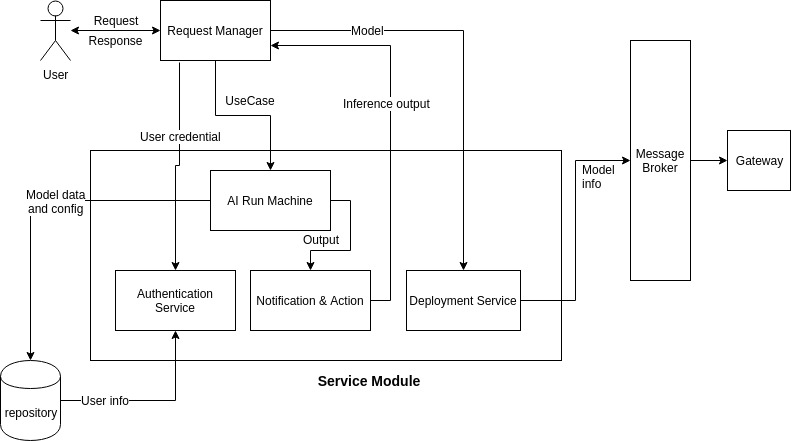 Request
Response
User
Request Manager
Model
UseCase
Inference output
User credential
Message
Broker
Gateway
Model
info
Model data
and config
AI Run Machine
Output
Authentication
Service
Notification & Action
Deployment Service
Service Module
repository
User info